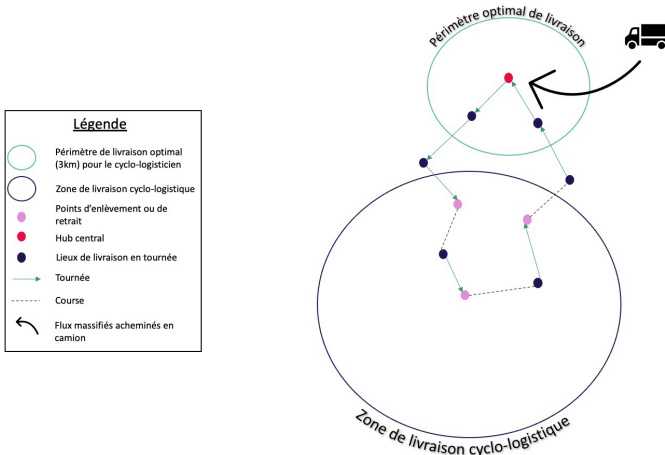 Périmètre optimal de livraison
Légende
Périmètre de livraison optimal
(3km) pour le cyclo-logisticien
Zone de livraison cyclo-logistique
Points d'enlèvement ou de
retrait
Hub central
Lieux de livraison en tournée
Tournée
Course
Flux massifiés acheminés en
camion
Zone de livraison cyclo-logistique